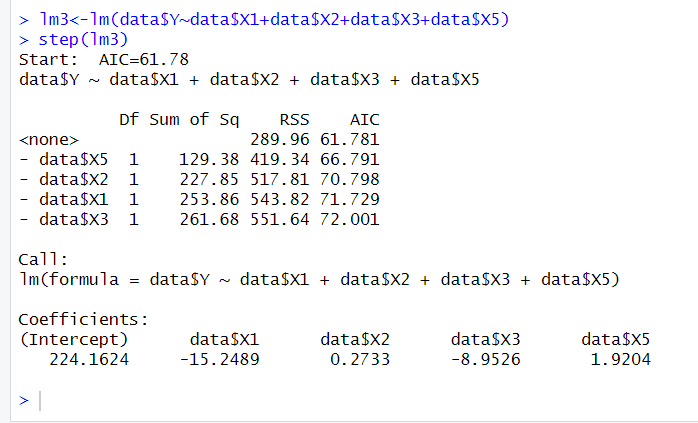 > lm3<-lm(data$Y~data$X1+data$X2+data$X3+data$X5)
> step(lm3)
Start:  AIC=61.78
data$Y ~ data$X1 + data$X2 + data$X3 + data$X5

          Df Sum of Sq    RSS    AIC
<none>                 289.96 61.781
- data$X5  1    129.38 419.34 66.791
- data$X2  1    227.85 517.81 70.798
- data$X1  1    253.86 543.82 71.729
- data$X3  1    261.68 551.64 72.001

Call:
lm(formula = data$Y ~ data$X1 + data$X2 + data$X3 + data$X5)

Coefficients:
(Intercept)      data$X1      data$X2      data$X3      data$X5
   224.1624     -15.2489       0.2733      -8.9526       1.9204

>